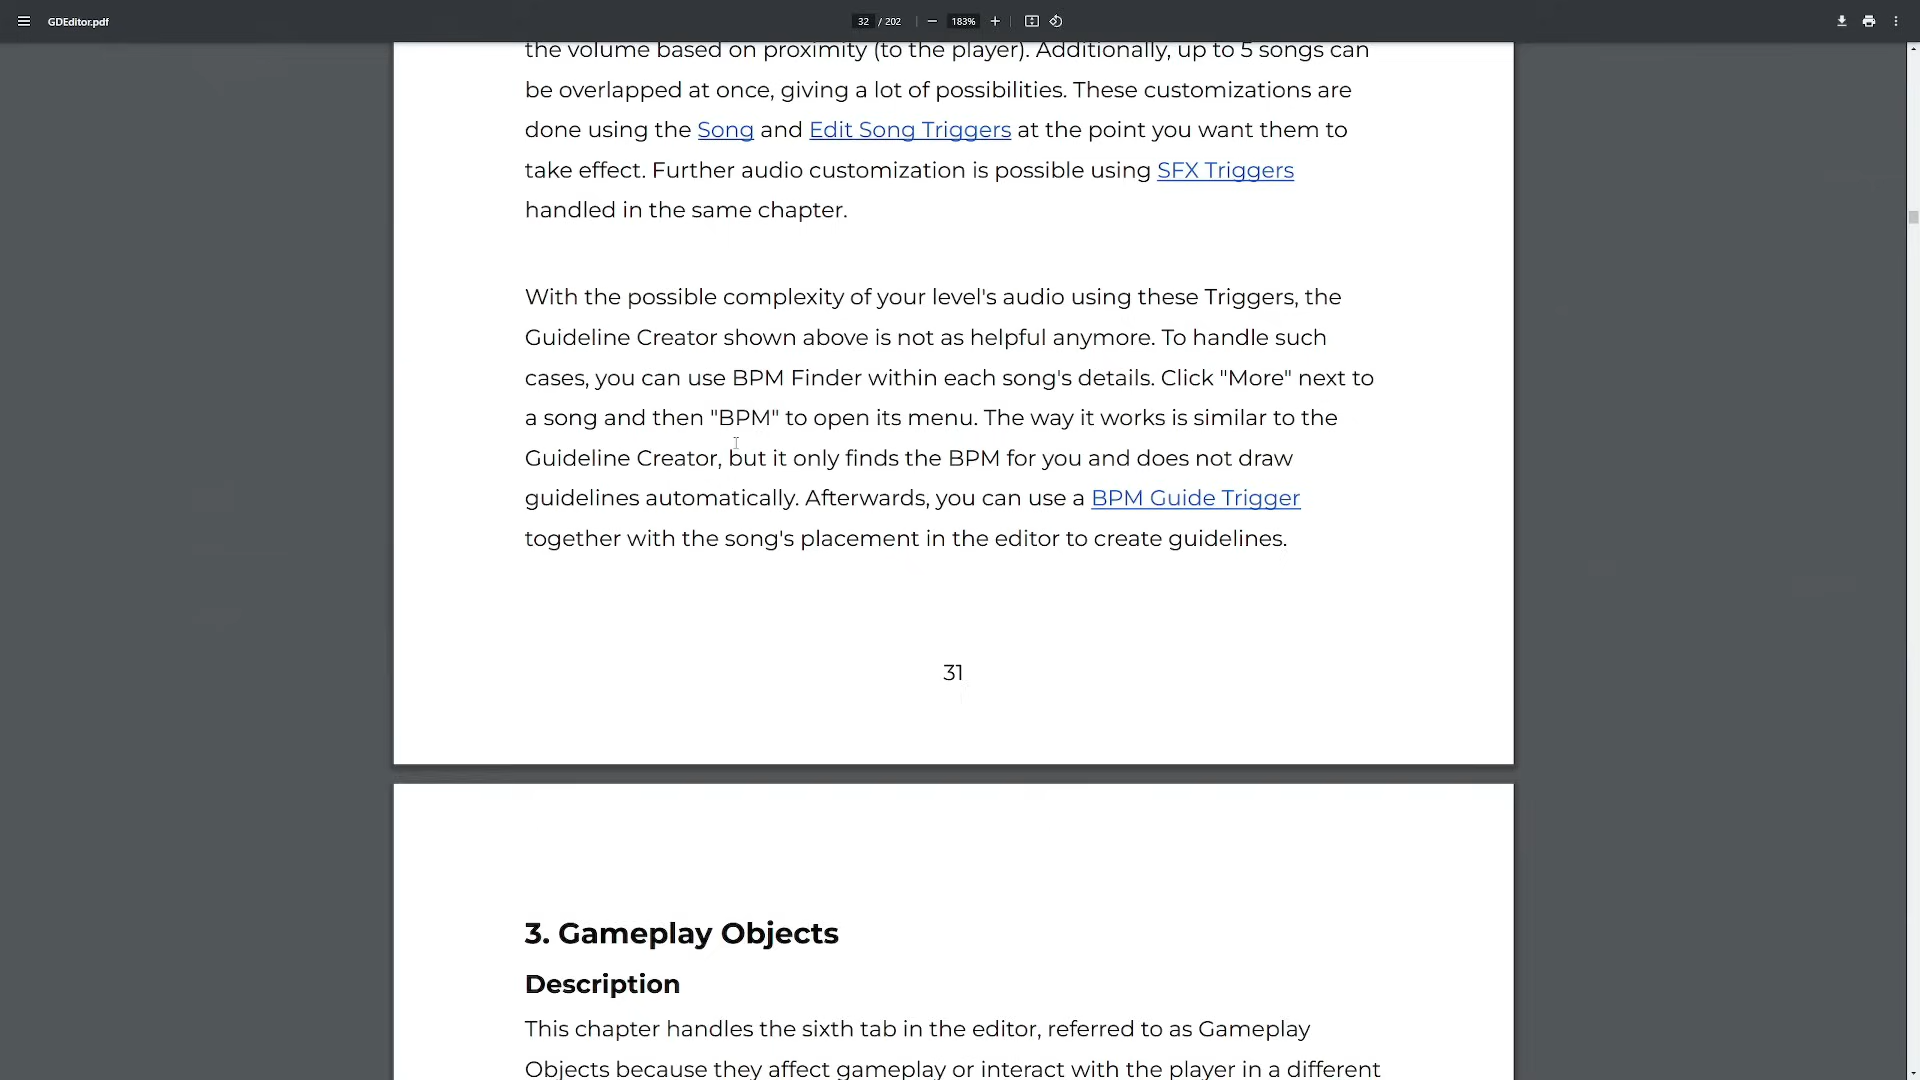 GDEditor.pdf
32 / 202
183%
the volume based on proximity (to the player). Additionally, up to 5 songs can
be overlapped at once, giving a lot of possibilities. These customizations are
done using the Song and Edit Song Triggers at the point you want them to
take effect. Further audio customization is possible using SFX Triggers
handled in the same chapter.
With the possible complexity of your level's audio using these Triggers, the
Guideline Creator shown above is not as helpful anymore. To handle such
cases, you can use BPM Finder within each song's details. Click "More" next to
a song and then "BPM" to open its menu. The way it works is similar to the
Guideline Creator, but it only finds the BPM for you and does not draw
guidelines automatically. Afterwards, you can use a BPM Guide Trigger
together with the song's placement in the editor to create guidelines.
31
3. Gameplay Objects
Description
This chapter handles the sixth tab in the editor, referred to as Gameplay
Objects because they affect gameplay or interact with the player in a different